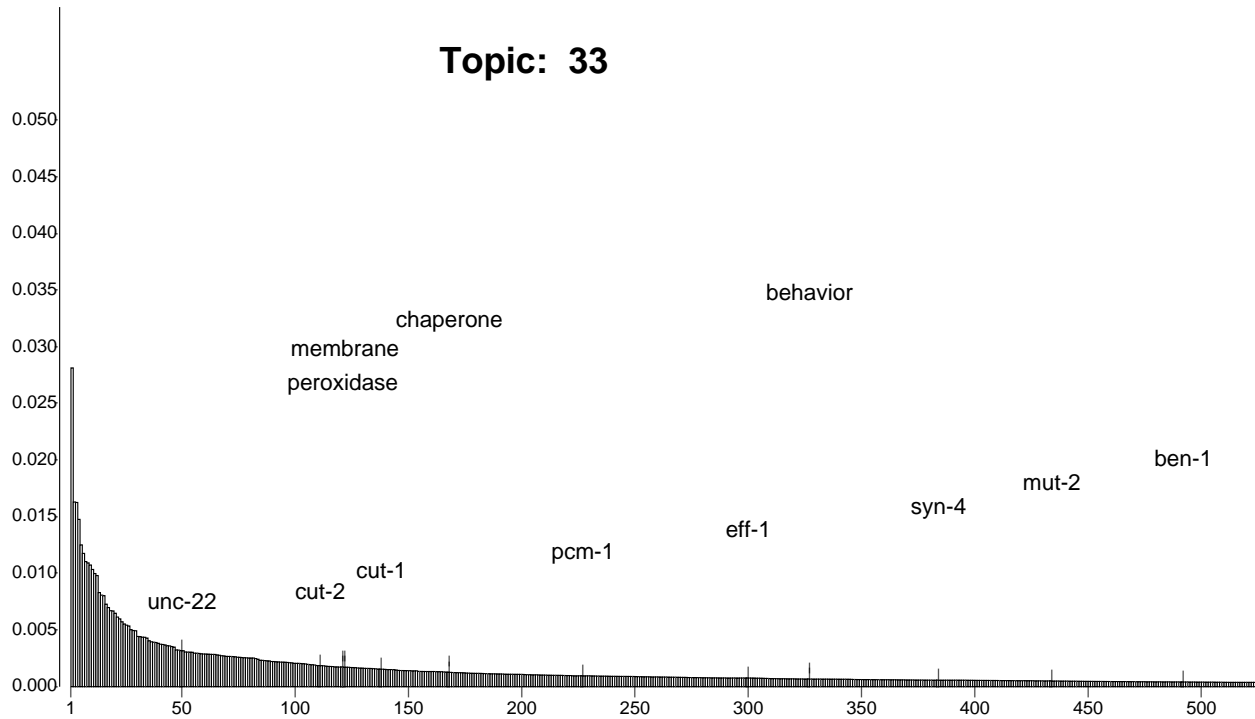 Topic: 33
0.050
0.045
0.040
0.035
behavior
chaperone
0.030
membrane
peroxidase
0.025
0.020
ben-1
mut-2
0.015
syn-4
eff-1
pcm-1
0.010
cut-1
cut-2
unc-22
0.005
0.000
1 50 100 150 200 250 300 350 400 450 500